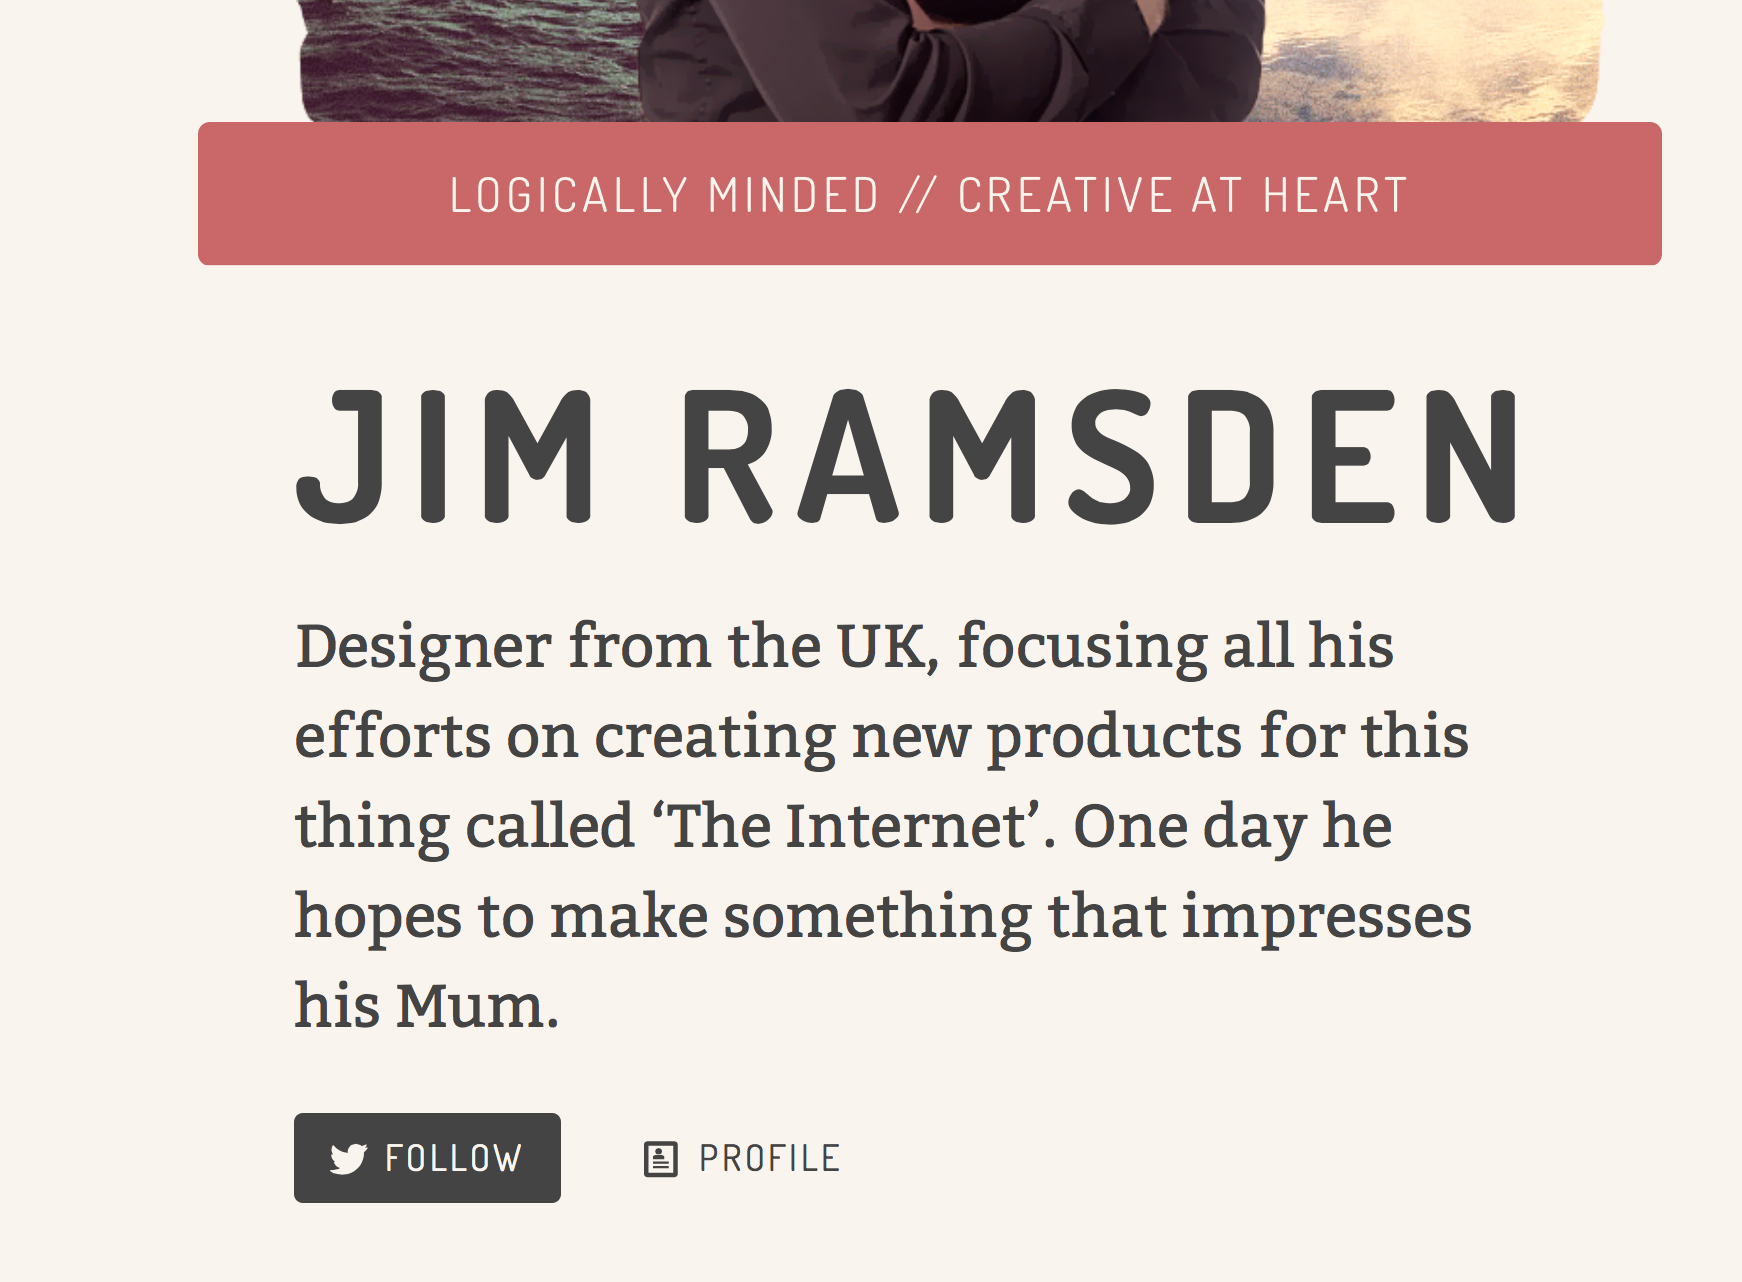 LOGICALLY MINDED // CREATIVE AT HEART
JIM RAMSDEN
Designer from the UK, focusing all his
efforts on creating new products for this
thing called ‘The Internet’. One day he
hopes to make something that impresses
his Mum.
FOLLOW
PROFILE